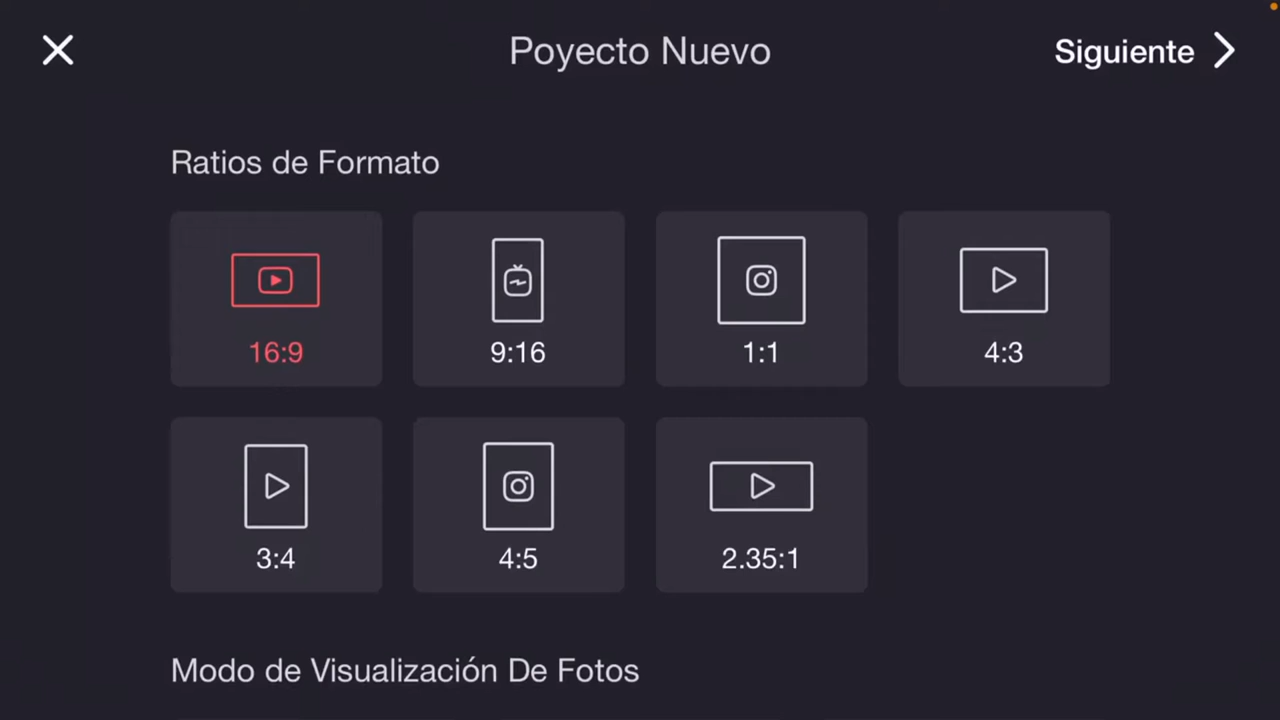 Poyecto Nuevo
Siguiente
Ratios de Formato
16:9
9:16
1:1
4:3
3:4
4:5
2.35:1
Modo de Visualización De Fotos